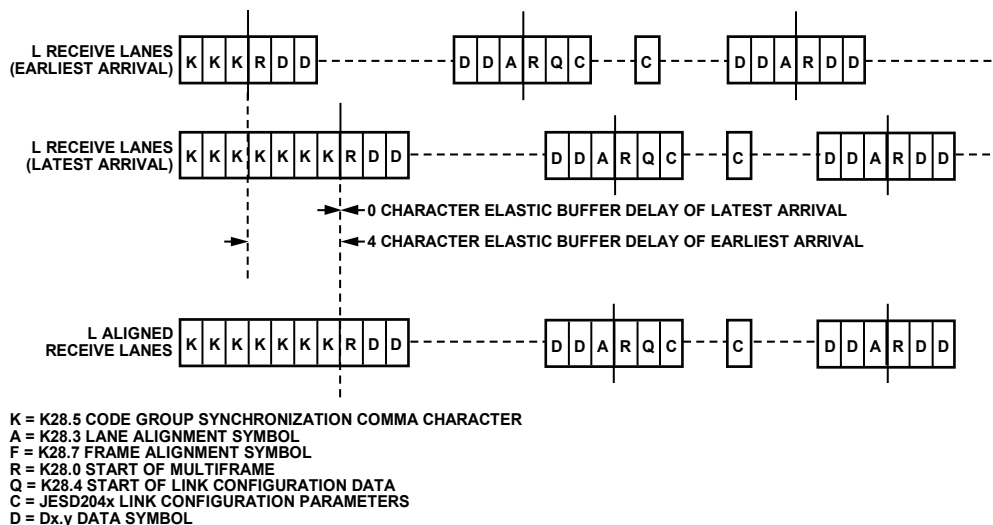 L RECEIVE LANES
(EARLIEST ARRIVAL)
K K K R D D D D A R Q C C D D A R D D
L RECEIVE LANES
(LATEST ARRIVAL)
K K K K K K K R D D D D A R Q C C D D A R D D
0 CHARACTER ELASTIC BUFFER DELAY OF LATEST ARRIVAL
4 CHARACTER ELASTIC BUFFER DELAY OF EARLIEST ARRIVAL
L ALIGNED
RECEIVE LANES
K K K K K K K R D D D D A R Q C C D D A R D D
K = K28.5 CODE GROUP SYNCHRONIZATION COMMA CHARACTER
A = K28.3 LANE ALIGNMENT SYMBOL
F = K28.7 FRAME ALIGNMENT SYMBOL
R = K28.0 START OF MULTIFRAME
Q = K28.4 START OF LINK CONFIGURATION DATA
C = JESD204x LINK CONFIGURATION PARAMETERS
D = Dx.y DATA SYMBOL